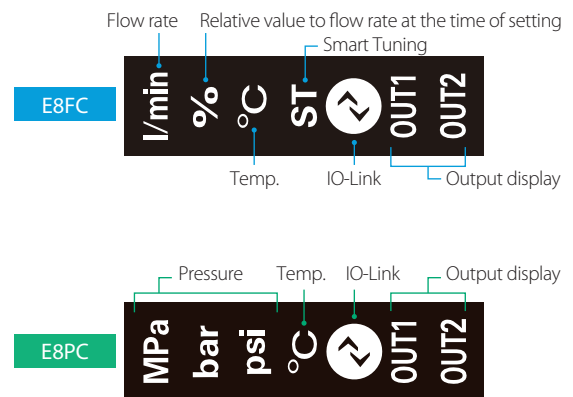 Flow rate
Relative value to flow rate at the time of setting
Smart Tuning
E8FC
l/min
%
°C
ST
OUT1
OUT2
Temp.
IO-Link
Output display
Pressure
Temp.
IO-Link
Output display
E8PC
MPa
bar
psi
°C
OUT1
OUT2